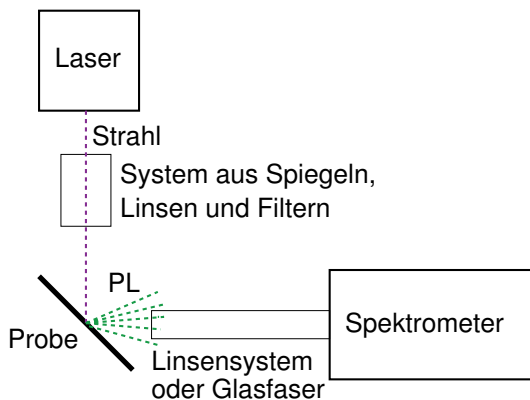 Laser
Strahl
System aus Spiegeln,
Linsen und Filtern
PL
Probe
Spektrometer
Linsensystem
oder Glasfaser